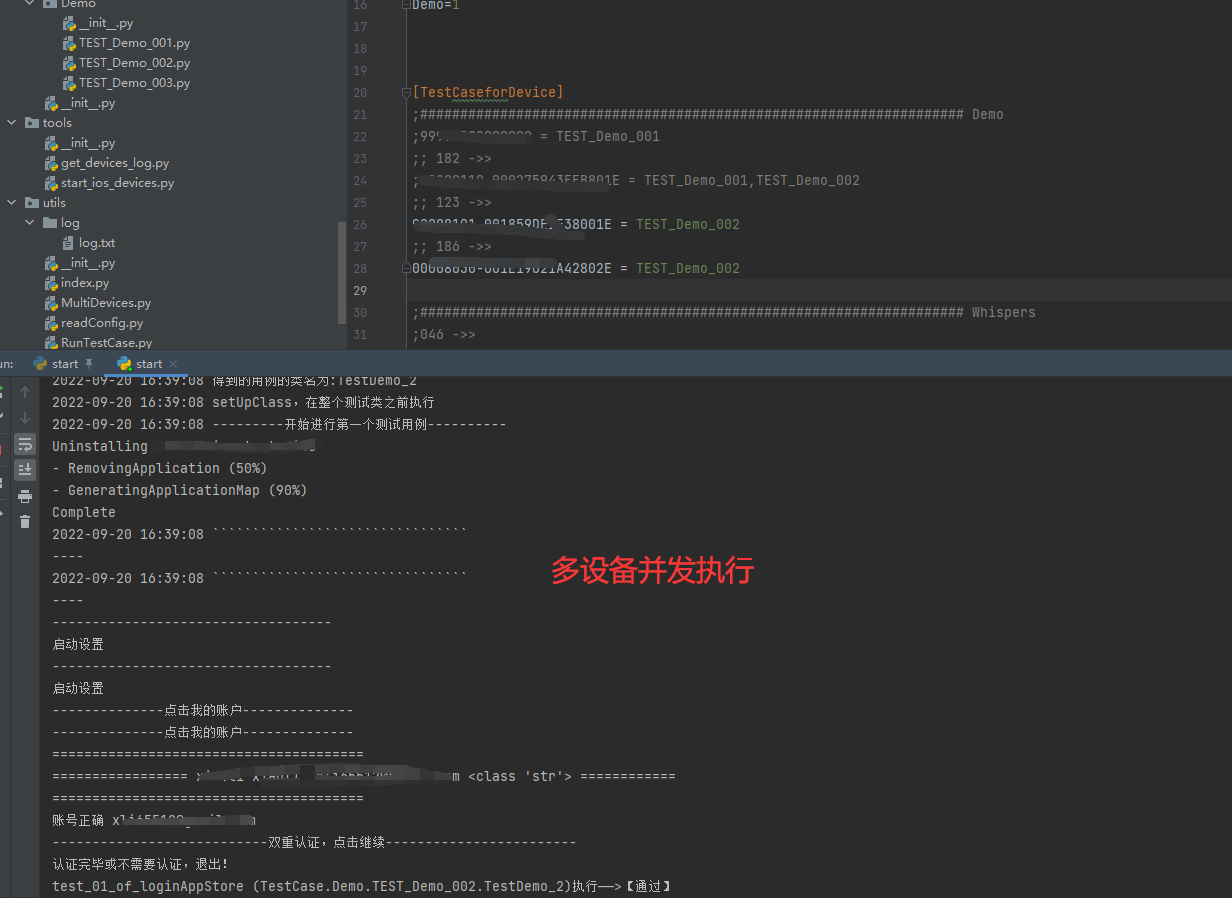 Demo
__init__.py
TEST_Demo_001.py
TEST_Demo_002.py
TEST_Demo_003.py
__init__.py
tools
__init__.py
get_devices_log.py
start_ios_devices.py
utils
log
log.txt
__init__.py
index.py
MultiDevices.py
readConfig.py
RunTestCase.py
16 Demo=1
17
18
19
20 [TestCaseforDevice]
21 ;#################################################################### Demo
22 = TEST_Demo_001
23 ;; 182 ->>
24 = TEST_Demo_001,TEST_Demo_002
25 ;; 123 ->>
26 38001E = TEST_Demo_002
27 ;; 186 ->>
28 A42802E = TEST_Demo_002
29
30 ;#################################################################### Whispers
31 ;046 ->>
un: start start
2022-09-20 16:39:08 得到的用例的类名为:TestDemo_2
2022-09-20 16:39:08 setUpClass，在整个测试类之前执行
2022-09-20 16:39:08 ---------开始进行第一个测试用例----------
Uninstalling
- RemovingApplication (50%)
- GeneratingApplicationMap (90%)
Complete
2022-09-20 16:39:08 ````````````````````````````````
----
2022-09-20 16:39:08 ````````````````````````````````
----
-----------------------------------
启动设置
-----------------------------------
启动设置
--------------点击我的账户--------------
--------------点击我的账户--------------
=======================================
================= m <class 'str'> ============
=======================================
账号正确
---------------------------双重认证，点击继续------------------------
认证完毕或不需要认证，退出!
test_01_of_loginAppStore (TestCase.Demo.TEST_Demo_002.TestDemo_2)执行——>【通过】
多设备并发执行